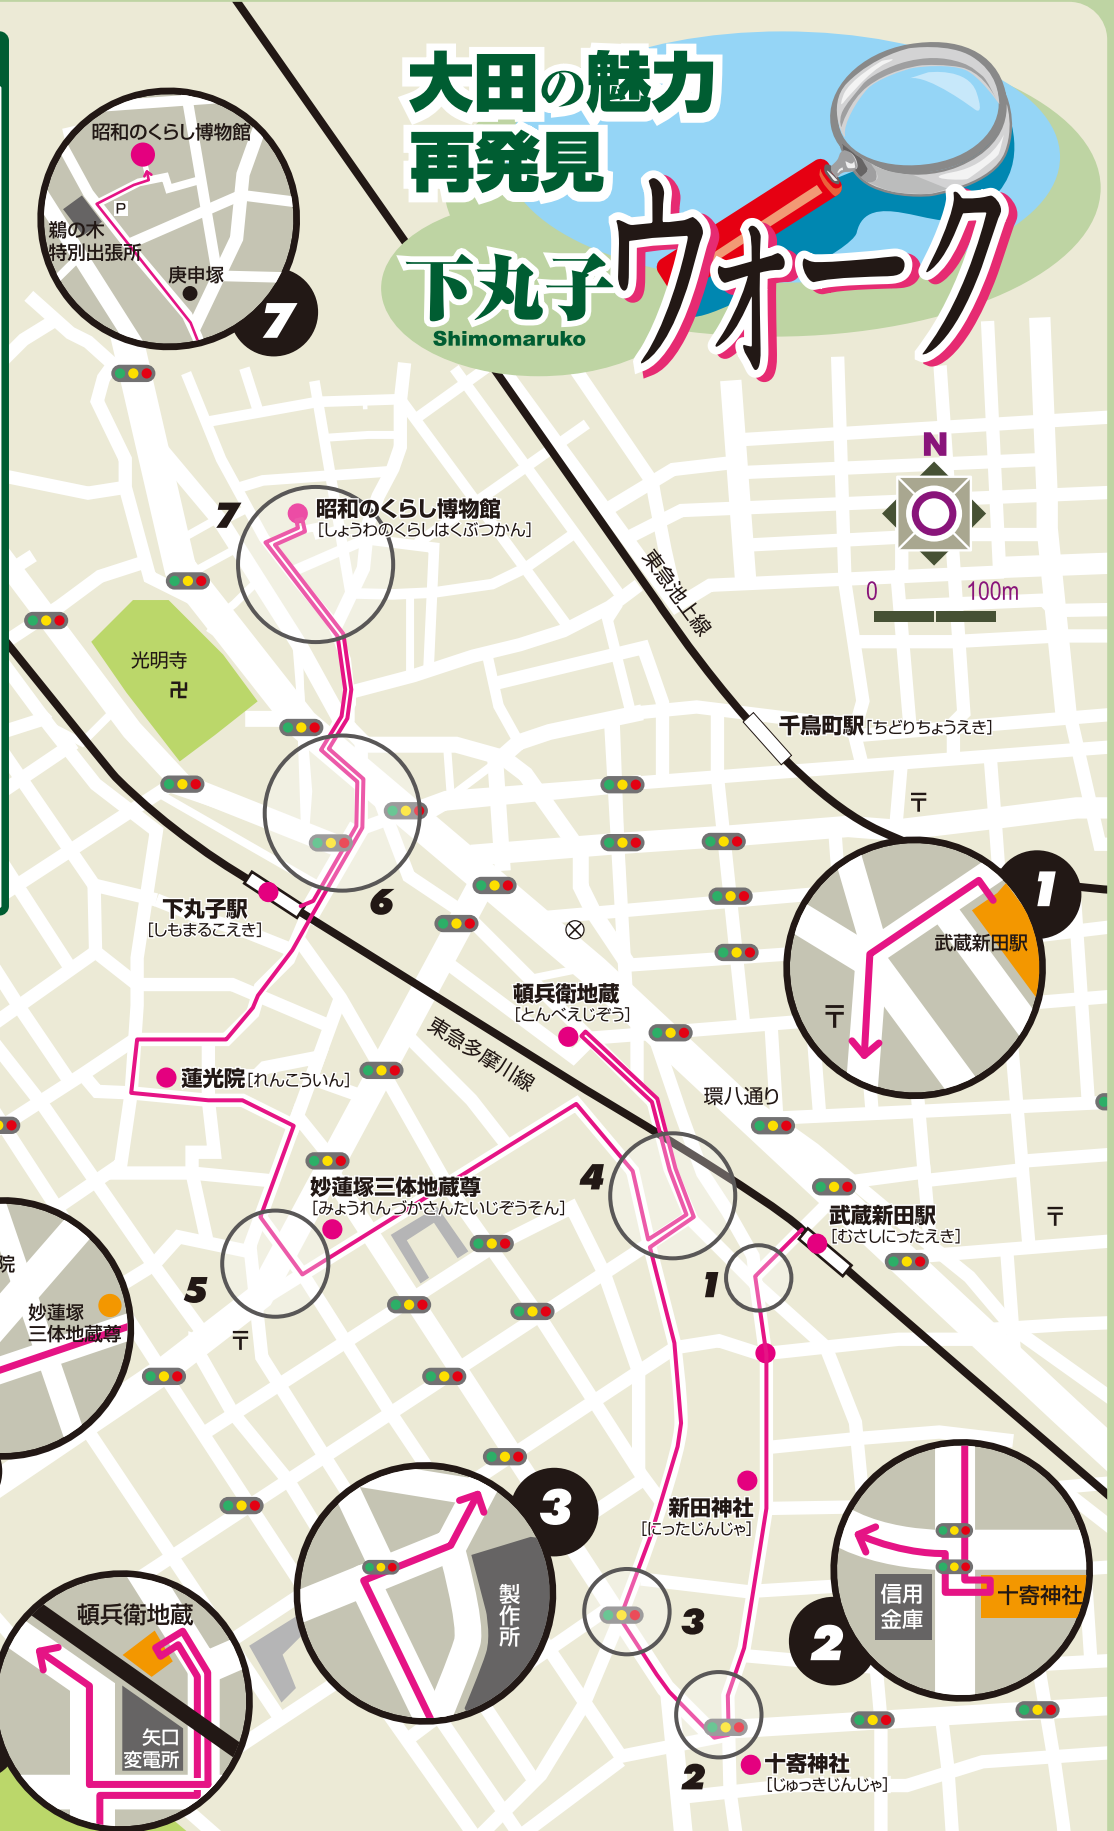 大田の魅力
再発見
下丸子
Shimomaruko
ウォーク
昭和のくらし博物館
P
鵜の木
特別出張所
庚申塚
7
N
0 100m
7
昭和のくらし博物館
[しょうわのくらしはくぶつかん]
東急池上線
光明寺
卍
千鳥町駅[ちどりちょうえき]
〒
6
下丸子駅
[しもまるこえき]
1
武蔵新田駅
〒
頓兵衛地蔵
[とんべえじぞう]
東急多摩川線
蓮光院[れんこういん]
環八通り
4
妙蓮塚三体地蔵尊
[みょうれんづかさんたいじぞうそん]
武蔵新田駅
[むさしにったえき]
〒
1
5
〒
院
妙蓮塚
三体地蔵尊
新田神社
[にったじんじゃ]
3
製作所
3
信用
金庫
十寄神社
2
頓兵衛地蔵
矢口
変電所
2
十寄神社
[じゅっきじんじゃ]